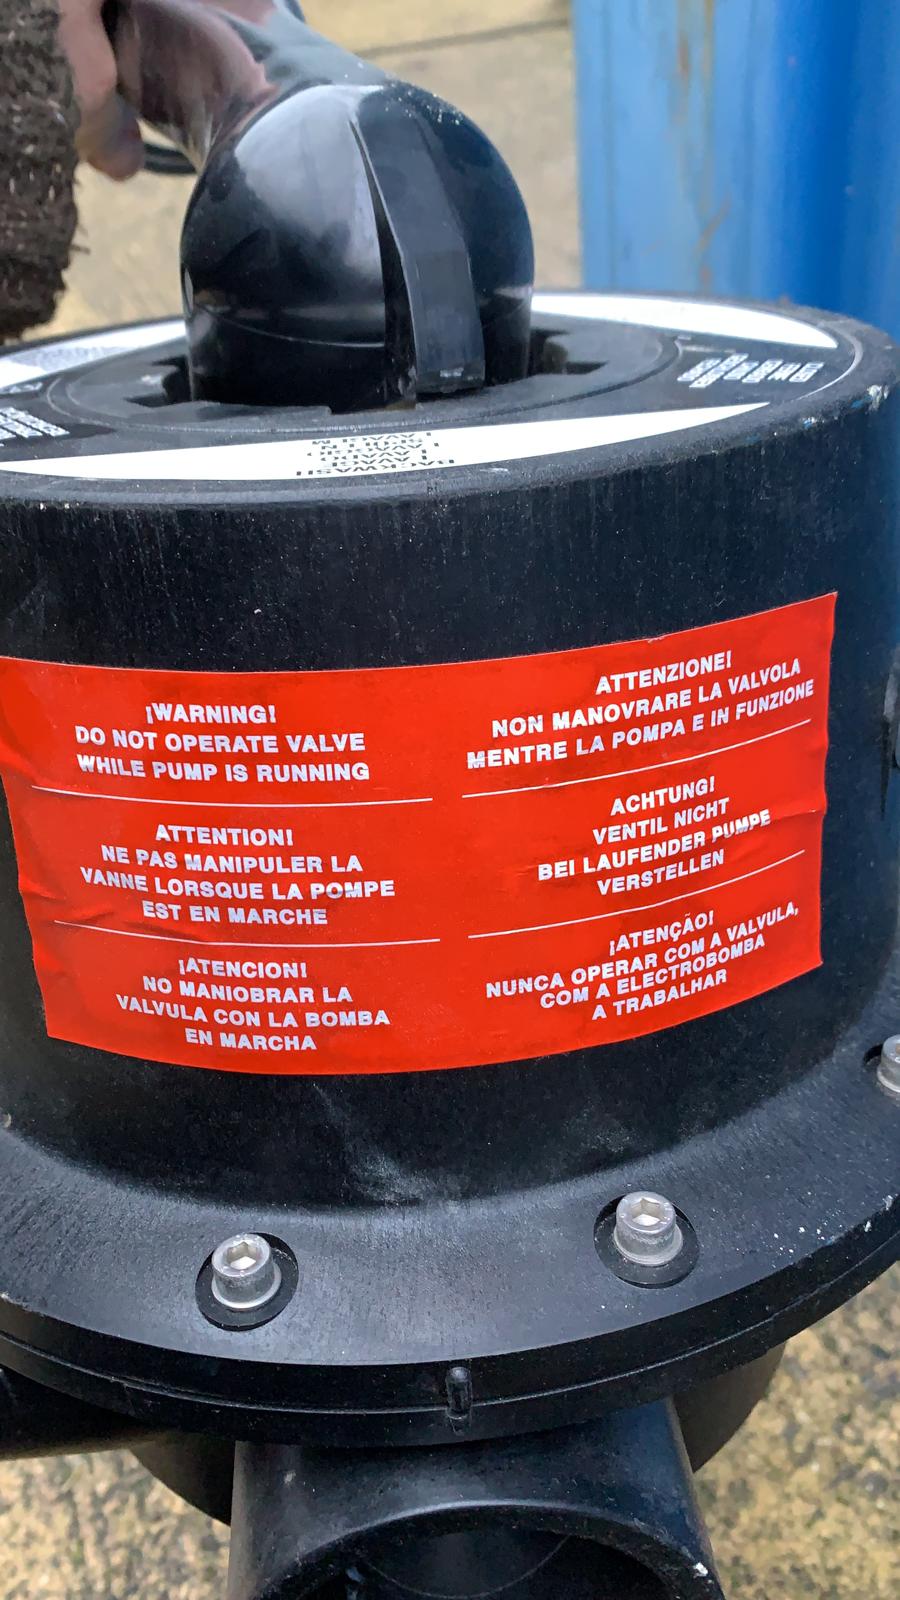 BACKWASH
LAVAGE
¡WARNING!
DO NOT OPERATE VALVE
WHILE PUMP IS RUNNING
ATTENTION!
NE PAS MANIPULER LA
VANNE LORSQUE LA POMPE
EST EN MARCHE
¡ATENCION!
NO MANIOBRAR LA
VALVULA CON LA BOMBA
EN MARCHA
ATTENZIONE!
NON MANOVRARE LA VALVOLA
MENTRE LA POMPA E IN FUNZIONE
ACHTUNG!
VENTIL NICHT
BEI LAUFENDER PUMPE
VERSTELLEN
¡ATENÇÃO!
NUNCA OPERAR COM A VALVULA,
COM A ELECTROBOMBA
A TRABALHAR